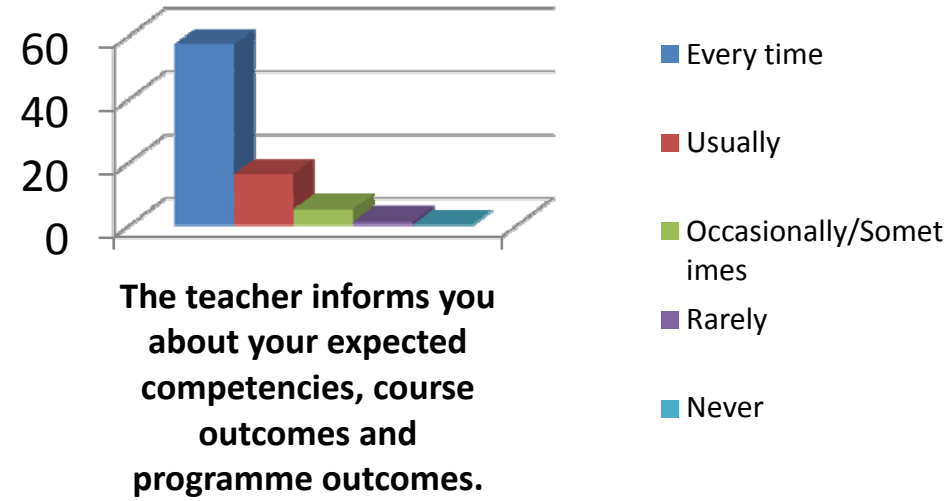 60
40
20
0
The teacher informs you
about your expected
competencies, course
outcomes and
programme outcomes.
Every time
Usually
Occasionally/Somet
imes
Rarely
Never